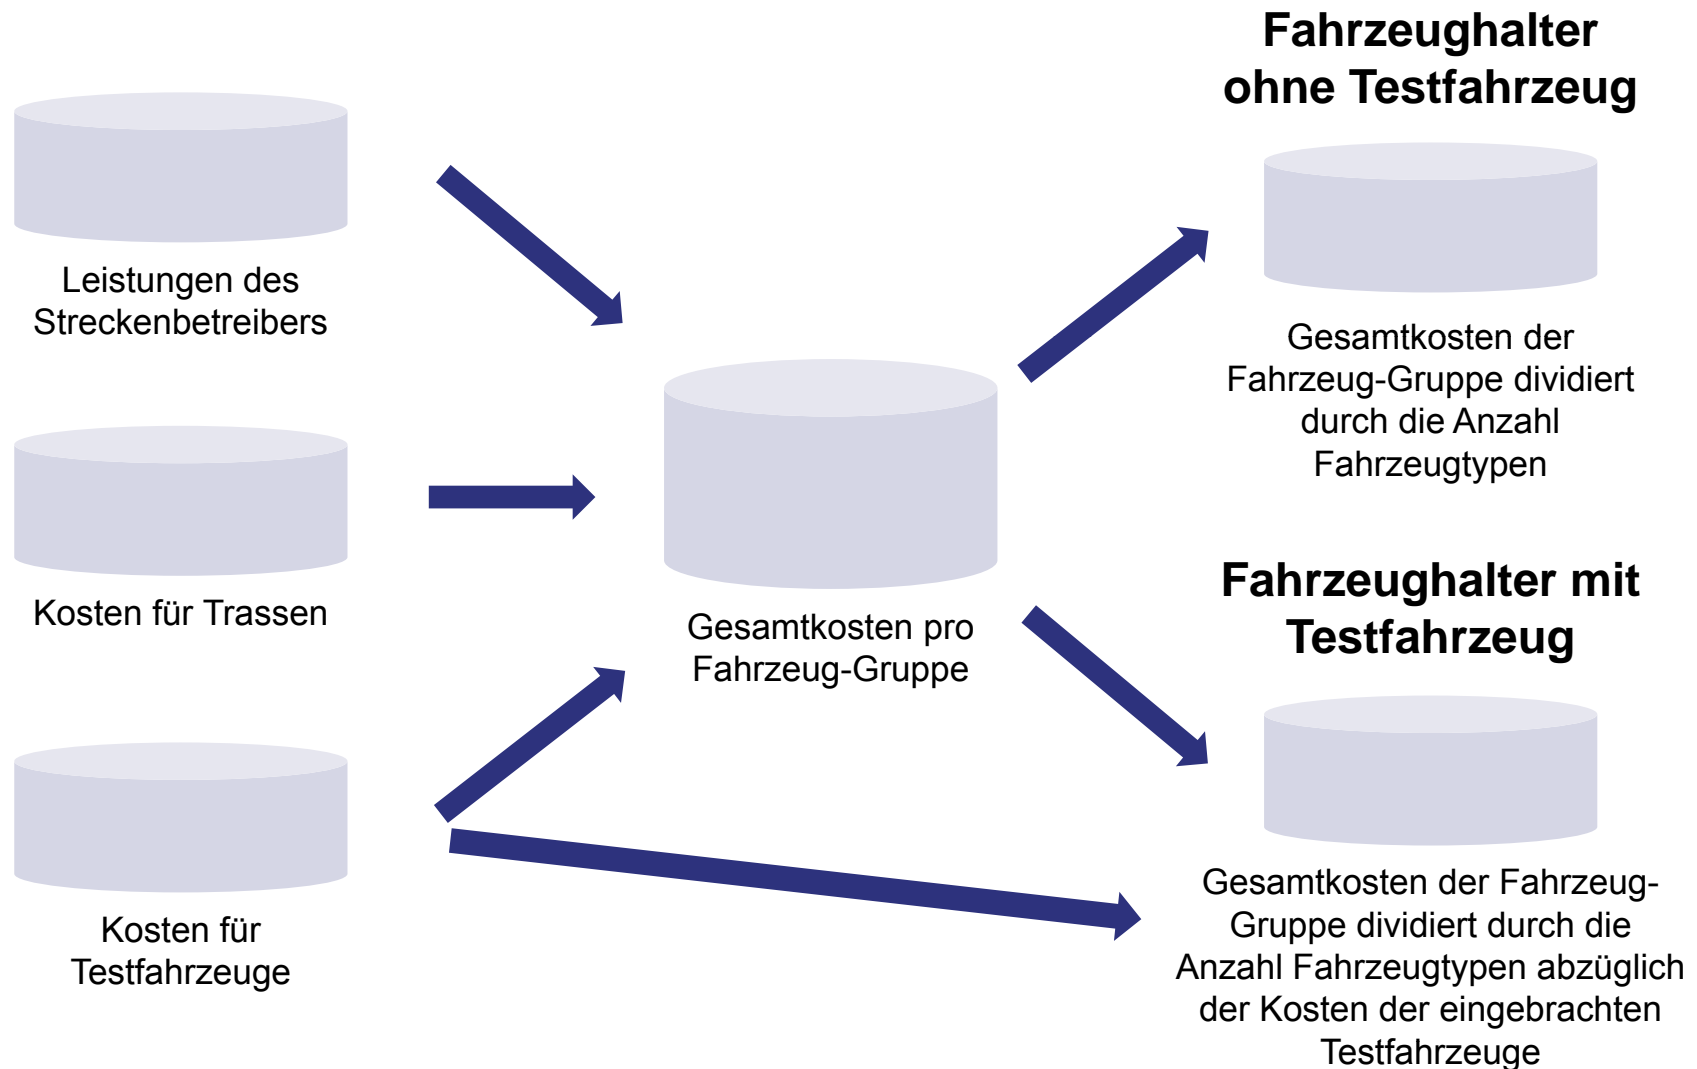 Leistungen des
Streckenbetreibers
Kosten für Trassen
Kosten für
Testfahrzeuge
Gesamtkosten pro
Fahrzeug-Gruppe
Fahrzeughalter
ohne Testfahrzeug
Gesamtkosten der
Fahrzeug-Gruppe dividiert
durch die Anzahl
Fahrzeugtypen
Fahrzeughalter mit
Testfahrzeug
Gesamtkosten der Fahrzeug-
Gruppe dividiert durch die
Anzahl Fahrzeugtypen abzüglich
der Kosten der eingebrachten
Testfahrzeuge